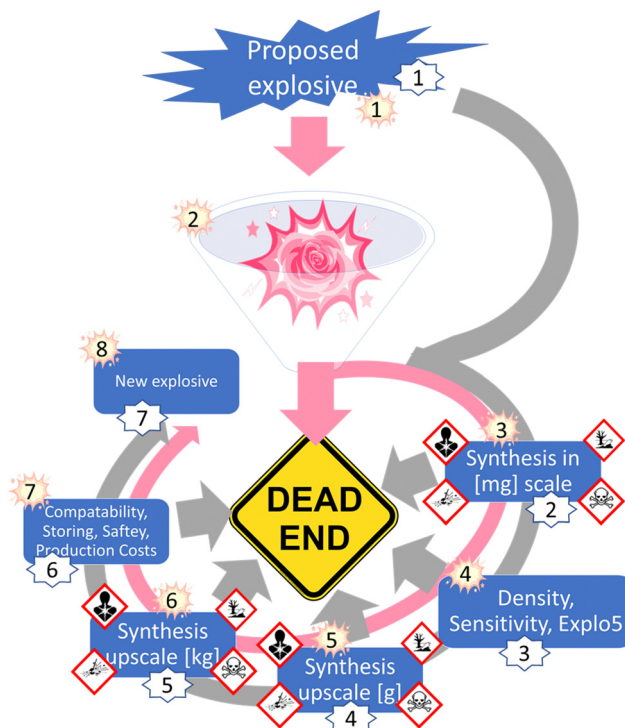 Proposed
explosive
1
1
2
8
New explosive
7
3
Synthesis in
[mg] scale
2
DEAD
END
7
Compatability,
Storing, Saftey,
Production Costs
6
4
Density,
Sensitivity, Explo5
3
6
Synthesis
upscale [kg]
5
5
Synthesis
upscale [g]
4